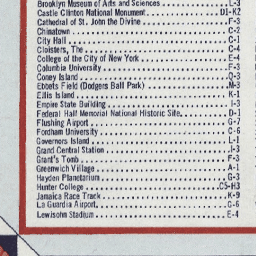 Brooklyn Museum of Arts and Sciences ........ L-3
Castle Clinton National Monument ........ D1-K2
Cathedral of St. John the Divine ........ F-3
Chinatown ........ C-2
City Hall ........ C-1
Cloisters, The ........ C-4
College of the City of New York ........ E-4
Columbia University ........ F-3
Coney Island ........ Q-3
Ebbets Field (Dodgers Ball Park) ........ M-3
Ellis Island ........ K-1
Empire State Building ........ I-3
Federal Hall Memorial National Historic Site ........ D-1
Flushing Airport ........ G-7
Fordham University ........ C-6
Governors Island ........ L-1
Grand Central Station ........ J-3
Grant's Tomb ........ F-3
Greenwich Village ........ A-1
Hayden Planetarium ........ G-3
Hunter College ........ C5-H3
Jamaica Race Track ........ K-9
La Guardia Airport ........ G-6
Lewisohn Stadium ........ E-4